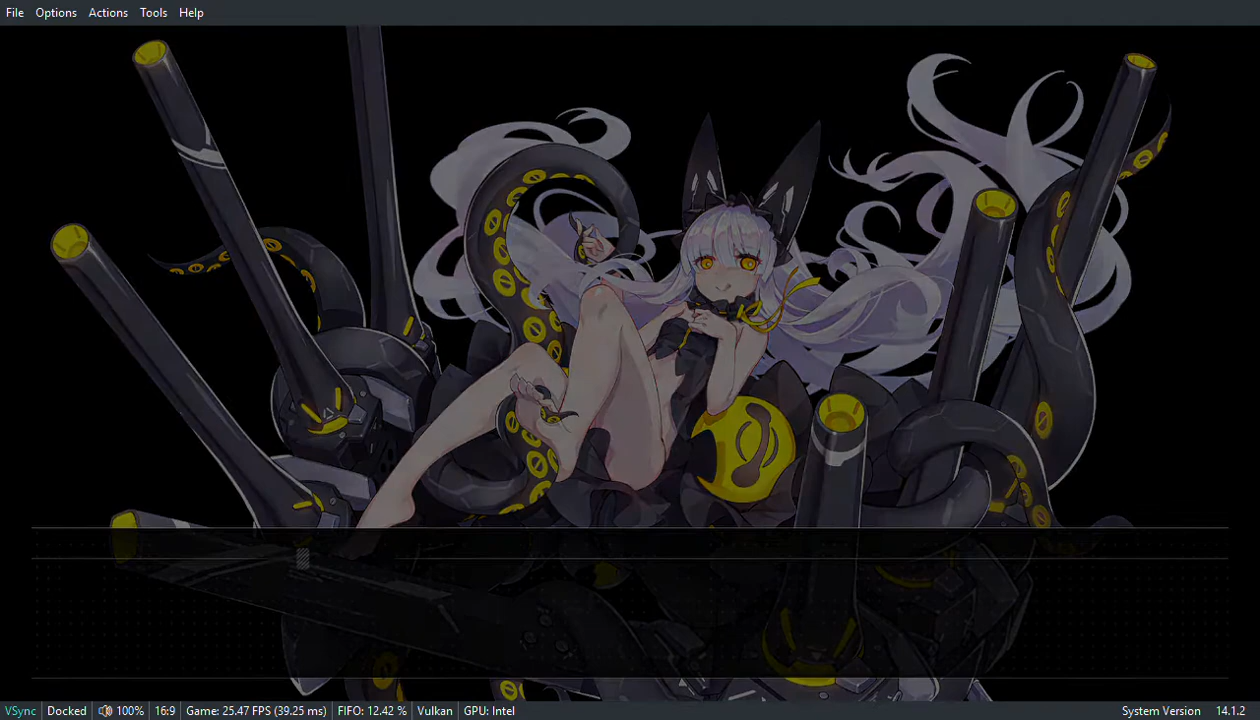 File Options Actions Tools Help
VSync Docked 100% 16:9 Game: 25.47 FPS (39.25 ms) FIFO: 12.42 % Vulkan GPU: Intel System Version 14.1.2